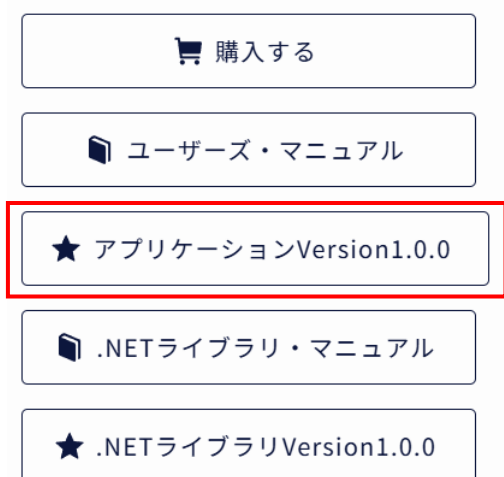 購入する
ユーザーズ・マニュアル
アプリケーションVersion1.0.0
.NETライブラリ・マニュアル
.NETライブラリVersion1.0.0